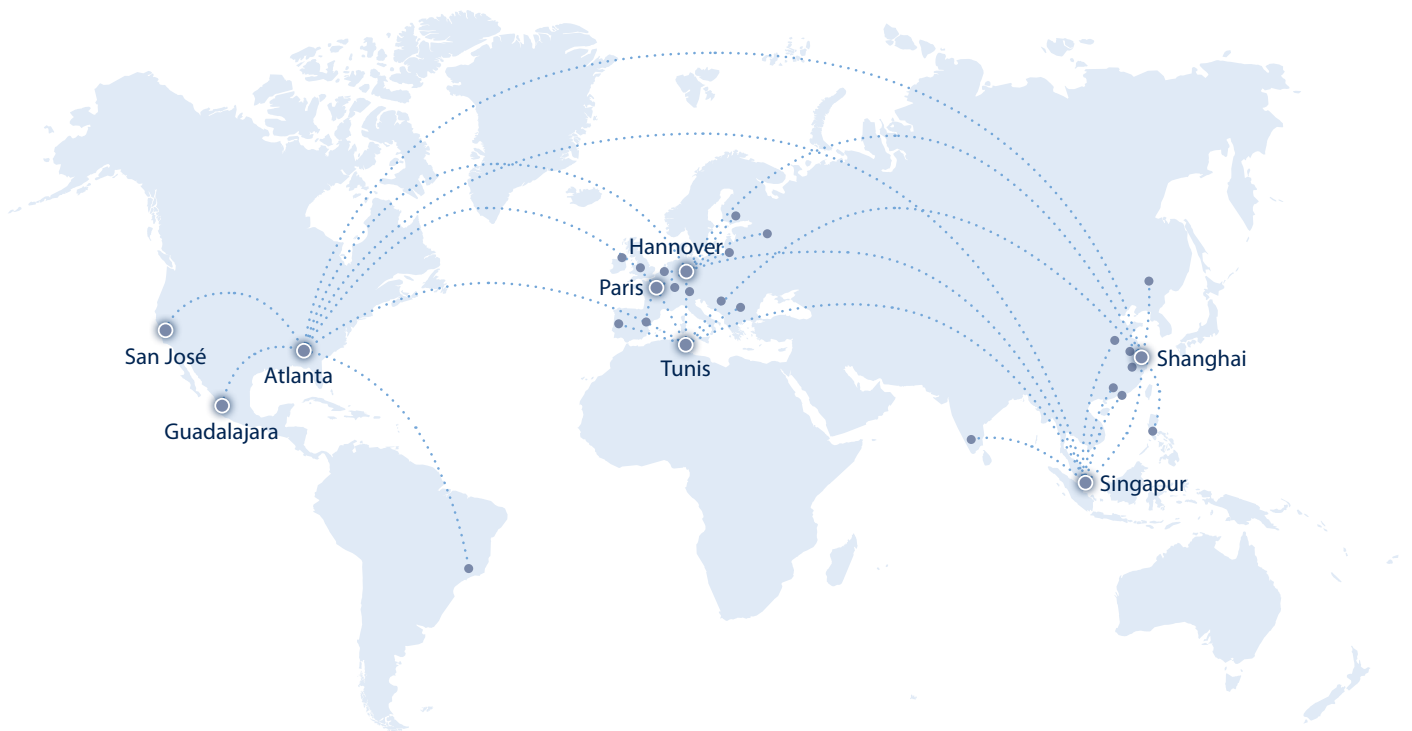 Hannover
Paris
San José
Atlanta
Tunis
Shanghai
Guadalajara
Singapur